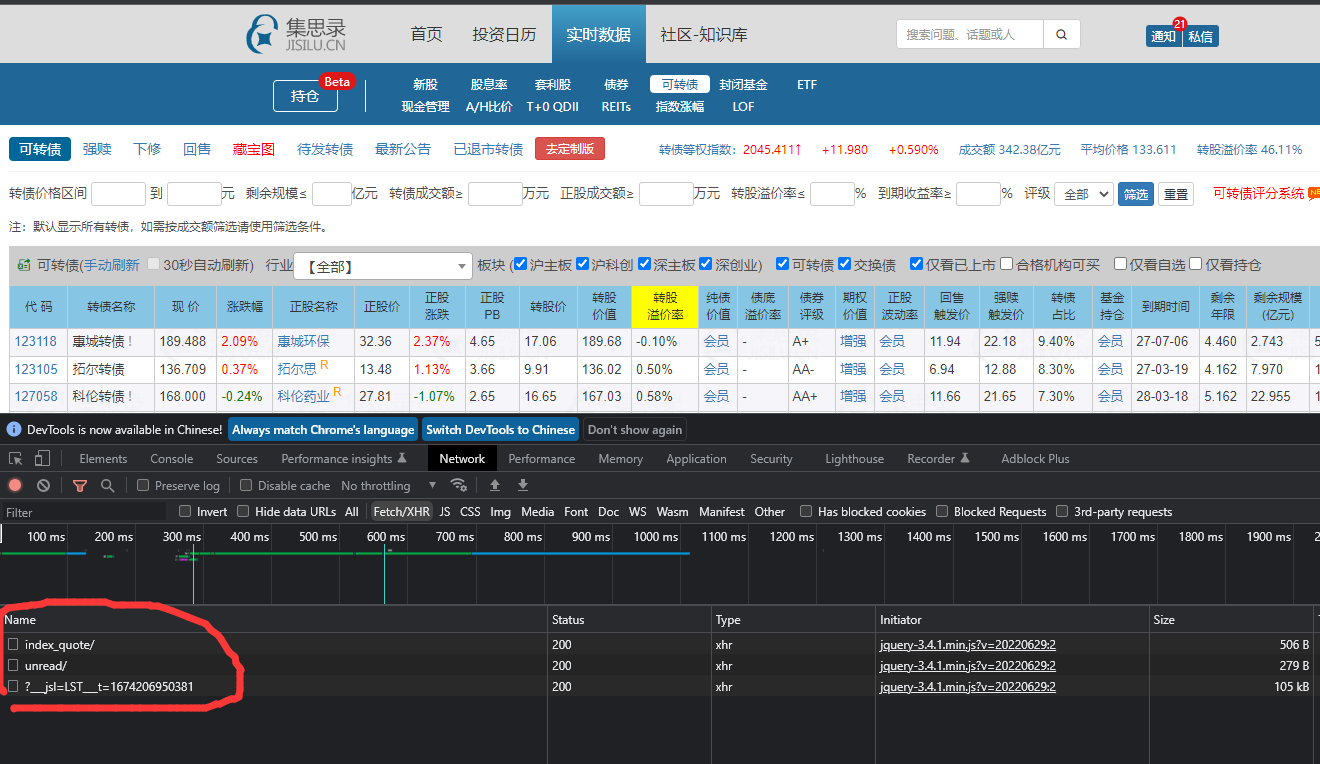 集思录
JISILU.CN
首页 投资日历 实时数据 社区-知识库
搜索问题、话题或人
通知 21 私信
持仓 Beta
新股 股息率 套利股 债券 可转债 封闭基金 ETF
现金管理 A/H比价 T+0 QDII REITs 指数涨幅 LOF
可转债 强赎 下修 回售 藏宝图 待发转债 最新公告 已退市转债 去定制版 转债等权指数: 2045.411↑ +11.980 +0.590% 成交额 342.38亿元 平均价格 133.611 转股溢价率 46.11%
转债价格区间 到 元 剩余规模≤ 亿元 转债成交额≥ 万元 正股成交额≥ 万元 转股溢价率≤ % 到期收益率≥ % 评级 全部 筛选 重置 可转债评分系统
注: 默认显示所有转债，如需按成交额筛选请使用筛选条件。
可转债(手动刷新 30秒自动刷新) 行业 【全部】 板块 (沪主板 沪科创 深主板 深创业) 可转债 交换债 仅看已上市 合格机构可买 仅看自选 仅看持仓
代 码 转债名称 现 价 涨跌幅 正股名称 正股价 正股涨跌 正股PB 转股价 转股价值 转股溢价率 纯债价值 债底溢价率 债券评级 期权价值 正股波动率 回售触发价 强赎触发价 转债占比 基金持仓 到期时间 剩余年限 剩余规模(亿元)
123118 惠城转债! 189.488 2.09% 惠城环保 32.36 2.37% 4.65 17.06 189.68 -0.10% 会员 - A+ 增强 会员 11.94 22.18 9.40% 会员 27-07-06 4.460 2.743
123105 拓尔转债 136.709 0.37% 拓尔思 R 13.48 1.13% 3.66 9.91 136.02 0.50% 会员 - AA- 增强 会员 6.94 12.88 8.30% 会员 27-03-19 4.162 7.970
127058 科伦转债! 168.000 -0.24% 科伦药业 R 27.81 -1.07% 2.65 16.65 167.03 0.58% 会员 - AA+ 增强 会员 11.66 21.65 7.30% 会员 28-03-18 5.162 22.955
DevTools is now available in Chinese! Always match Chrome's language Switch DevTools to Chinese Don't show again
Elements Console Sources Performance insights Network Performance Memory Application Security Lighthouse Recorder Adblock Plus
Preserve log Disable cache No throttling
Filter Invert Hide data URLs All Fetch/XHR JS CSS Img Media Font Doc WS Wasm Manifest Other Has blocked cookies Blocked Requests 3rd-party requests
100 ms 200 ms 300 ms 400 ms 500 ms 600 ms 700 ms 800 ms 900 ms 1000 ms 1100 ms 1200 ms 1300 ms 1400 ms 1500 ms 1600 ms 1700 ms 1800 ms 1900 ms
Name Status Type Initiator Size
index_quote/ 200 xhr jquery-3.4.1.min.js?v=20220629:2 506 B
unread/ 200 xhr jquery-3.4.1.min.js?v=20220629:2 279 B
?___jsl=LST___t=1674206950381 200 xhr jquery-3.4.1.min.js?v=20220629:2 105 kB